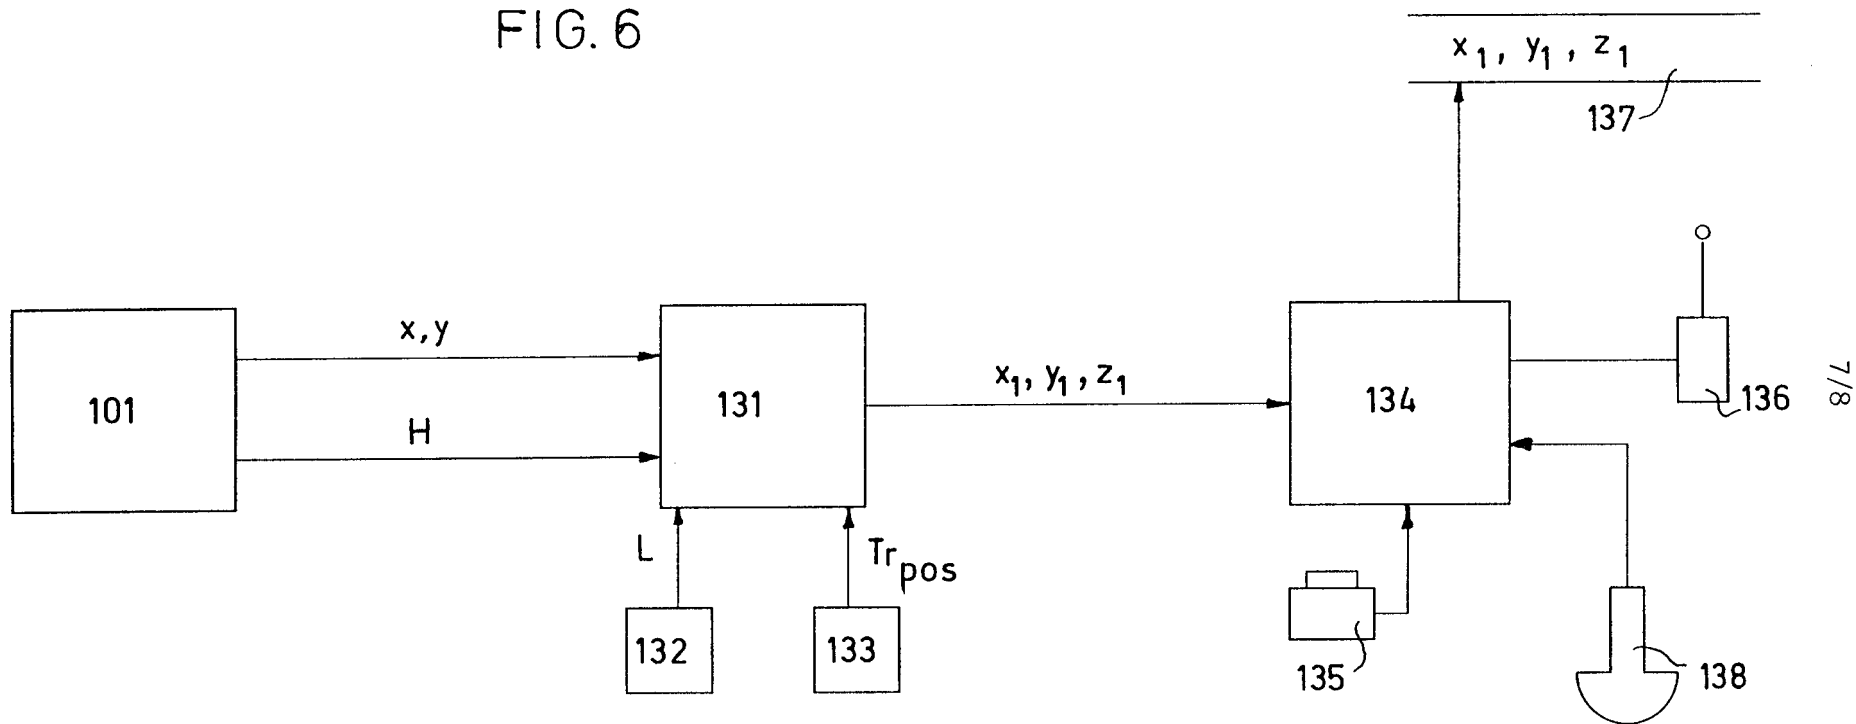 FIG. 6
x₁, y₁, z₁
137
x, y
H
101
131
x₁, y₁, z₁
134
136
7/8
L
Tr_pos
132
133
135
138